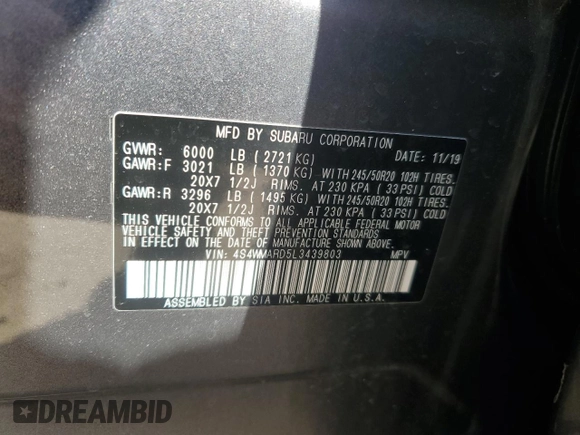 MFD BY SUBARU CORPORATION
GVWR: 6000 LB ( 2721 KG) DATE: 11/19
GAWR:F 3021 LB ( 1370 KG) WITH 245/50R20 102H TIRES.
20X7 1/2J RIMS. AT 230 KPA ( 33 PSI) COLD
GAWR:R 3296 LB ( 1495 KG) WITH 245/50R20 102H TIRES.
20X7 1/2J RIMS. AT 230 KPA ( 33 PSI) COLD
THIS VEHICLE CONFORMS TO ALL APPLICABLE FEDERAL MOTOR
VEHICLE SAFETY AND THEFT PREVENTION STANDARDS
IN EFFECT ON THE DATE OF MANUFACTURE SHOWN ABOVE.
VIN: 4S4WMARD5L3439803 MPV
ASSEMBLED BY SIA INC. MADE IN U.S.A.
DREAMBID